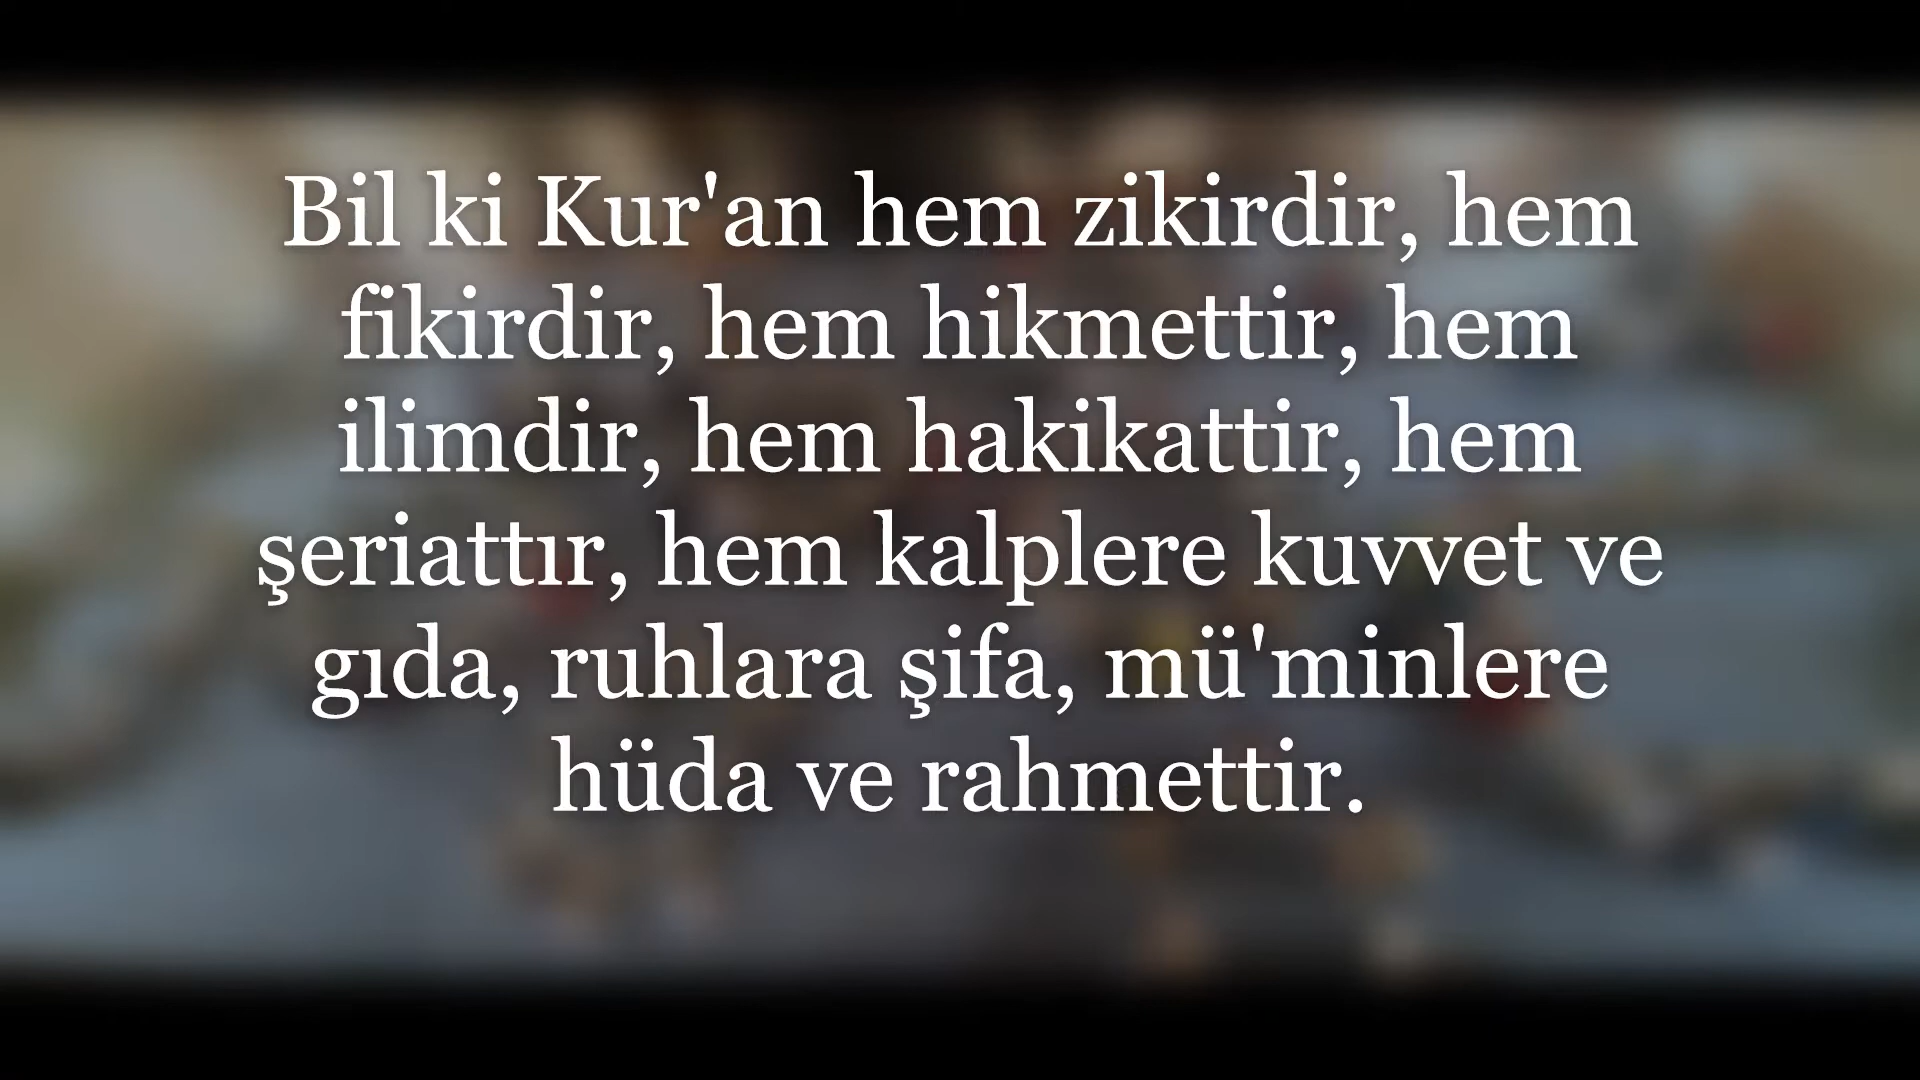 Bil ki Kur'an hem zikirdir, hem
fikirdir, hem hikmettir, hem
ilimdir, hem hakikattir, hem
şeriattır, hem kalplere kuvvet ve
gıda, ruhlara şifa, mü'minlere
hüda ve rahmettir.